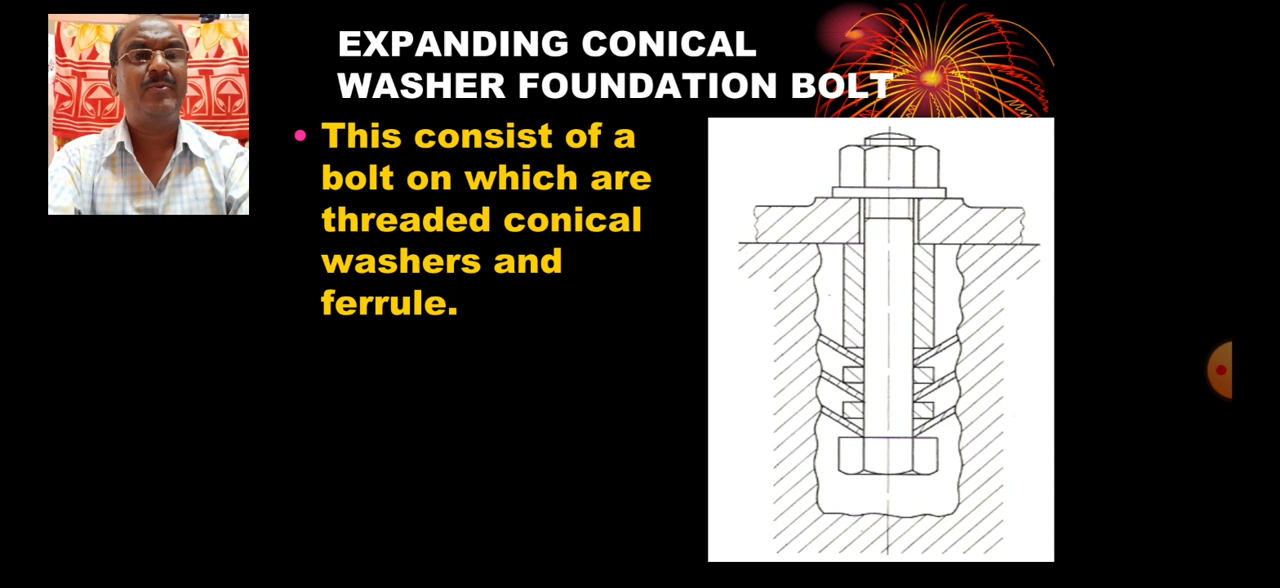 EXPANDING CONICAL
WASHER FOUNDATION BOLT
• This consist of a
bolt on which are
threaded conical
washers and
ferrule.